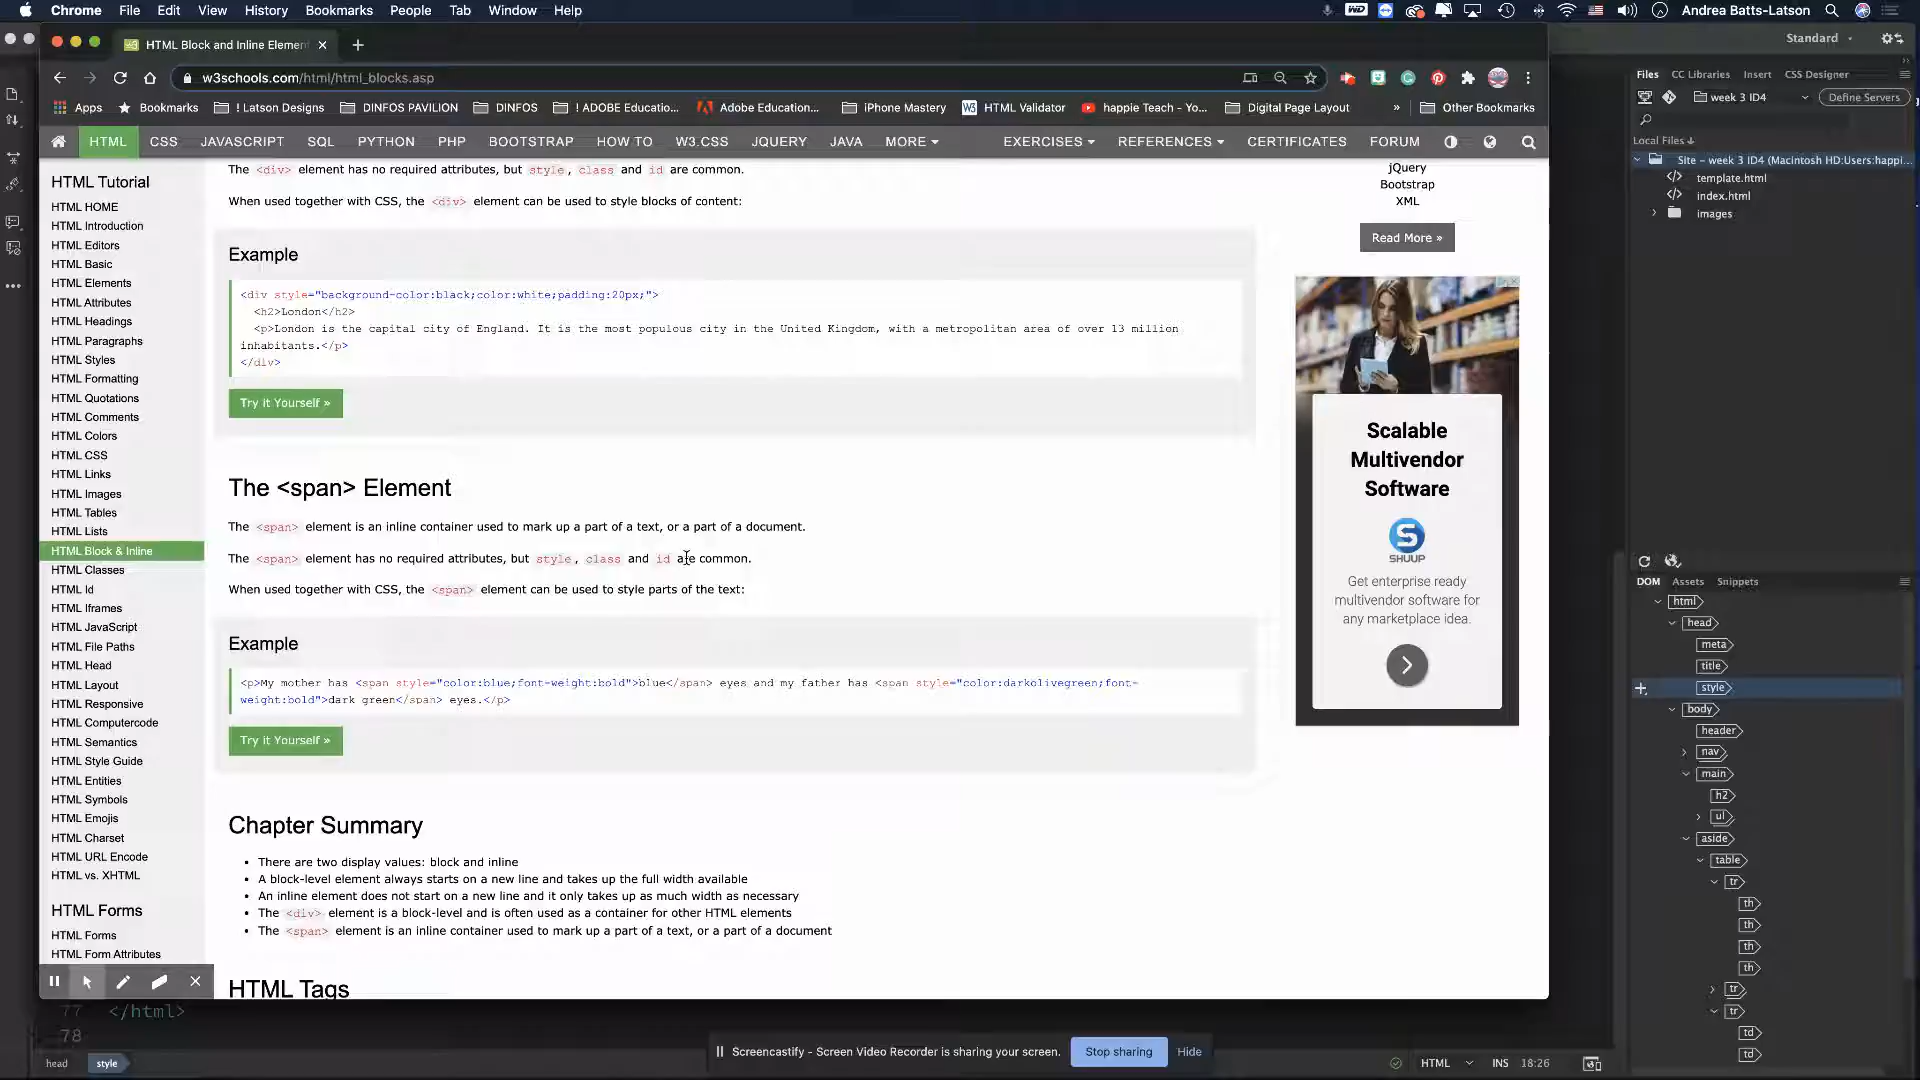 Chrome File Edit View History Bookmarks People Tab Window Help Andrea Batts-Latson
HTML Block and Inline Elemen
w3schools.com/html/html_blocks.asp
Apps Bookmarks ! Latson Designs DINFOS PAVILION DINFOS ! ADOBE Educatio... Adobe Education... iPhone Mastery HTML Validator happie Teach - Yo... Digital Page Layout » Other Bookmarks
HTML CSS JAVASCRIPT SQL PYTHON PHP BOOTSTRAP HOW TO W3.CSS JQUERY JAVA MORE EXERCISES REFERENCES CERTIFICATES FORUM
HTML Tutorial
HTML HOME
HTML Introduction
HTML Editors
HTML Basic
HTML Elements
HTML Attributes
HTML Headings
HTML Paragraphs
HTML Styles
HTML Formatting
HTML Quotations
HTML Comments
HTML Colors
HTML CSS
HTML Links
HTML Images
HTML Tables
HTML Lists
HTML Block & Inline
HTML Classes
HTML Id
HTML Iframes
HTML JavaScript
HTML File Paths
HTML Head
HTML Layout
HTML Responsive
HTML Computercode
HTML Semantics
HTML Style Guide
HTML Entities
HTML Symbols
HTML Emojis
HTML Charset
HTML URL Encode
HTML vs. XHTML
HTML Forms
HTML Forms
HTML Form Attributes
The <div> element has no required attributes, but style, class and id are common.
When used together with CSS, the <div> element can be used to style blocks of content:
Example
<div style="background-color:black;color:white;padding:20px;">
<h2>London</h2>
<p>London is the capital city of England. It is the most populous city in the United Kingdom, with a metropolitan area of over 13 million
inhabitants.</p>
</div>
Try it Yourself »
The <span> Element
The <span> element is an inline container used to mark up a part of a text, or a part of a document.
The <span> element has no required attributes, but style, class and id are common.
When used together with CSS, the <span> element can be used to style parts of the text:
Example
<p>My mother has <span style="color:blue;font-weight:bold">blue</span> eyes and my father has <span style="color:darkolivegreen;font-
weight:bold">dark green</span> eyes.</p>
Try it Yourself »
Chapter Summary
• There are two display values: block and inline
• A block-level element always starts on a new line and takes up the full width available
• An inline element does not start on a new line and it only takes up as much width as necessary
• The <div> element is a block-level and is often used as a container for other HTML elements
• The <span> element is an inline container used to mark up a part of a text, or a part of a document
HTML Tags
jQuery
Bootstrap
XML
Read More »
Scalable
Multivendor
Software
SHUUP
Get enterprise ready
multivendor software for
any marketplace idea.
77 </html>
78
head style
Screencastify - Screen Video Recorder is sharing your screen. Stop sharing Hide
HTML INS 18:26
Standard
Files CC Libraries Insert CSS Designer
week 3 ID4 Define Servers
Local Files
Site - week 3 ID4 (Macintosh HD:Users:happi...
template.html
index.html
images
DOM Assets Snippets
html
head
meta
title
style
body
header
nav
main
h2
ul
aside
table
tr
th
th
th
th
tr
tr
td
td